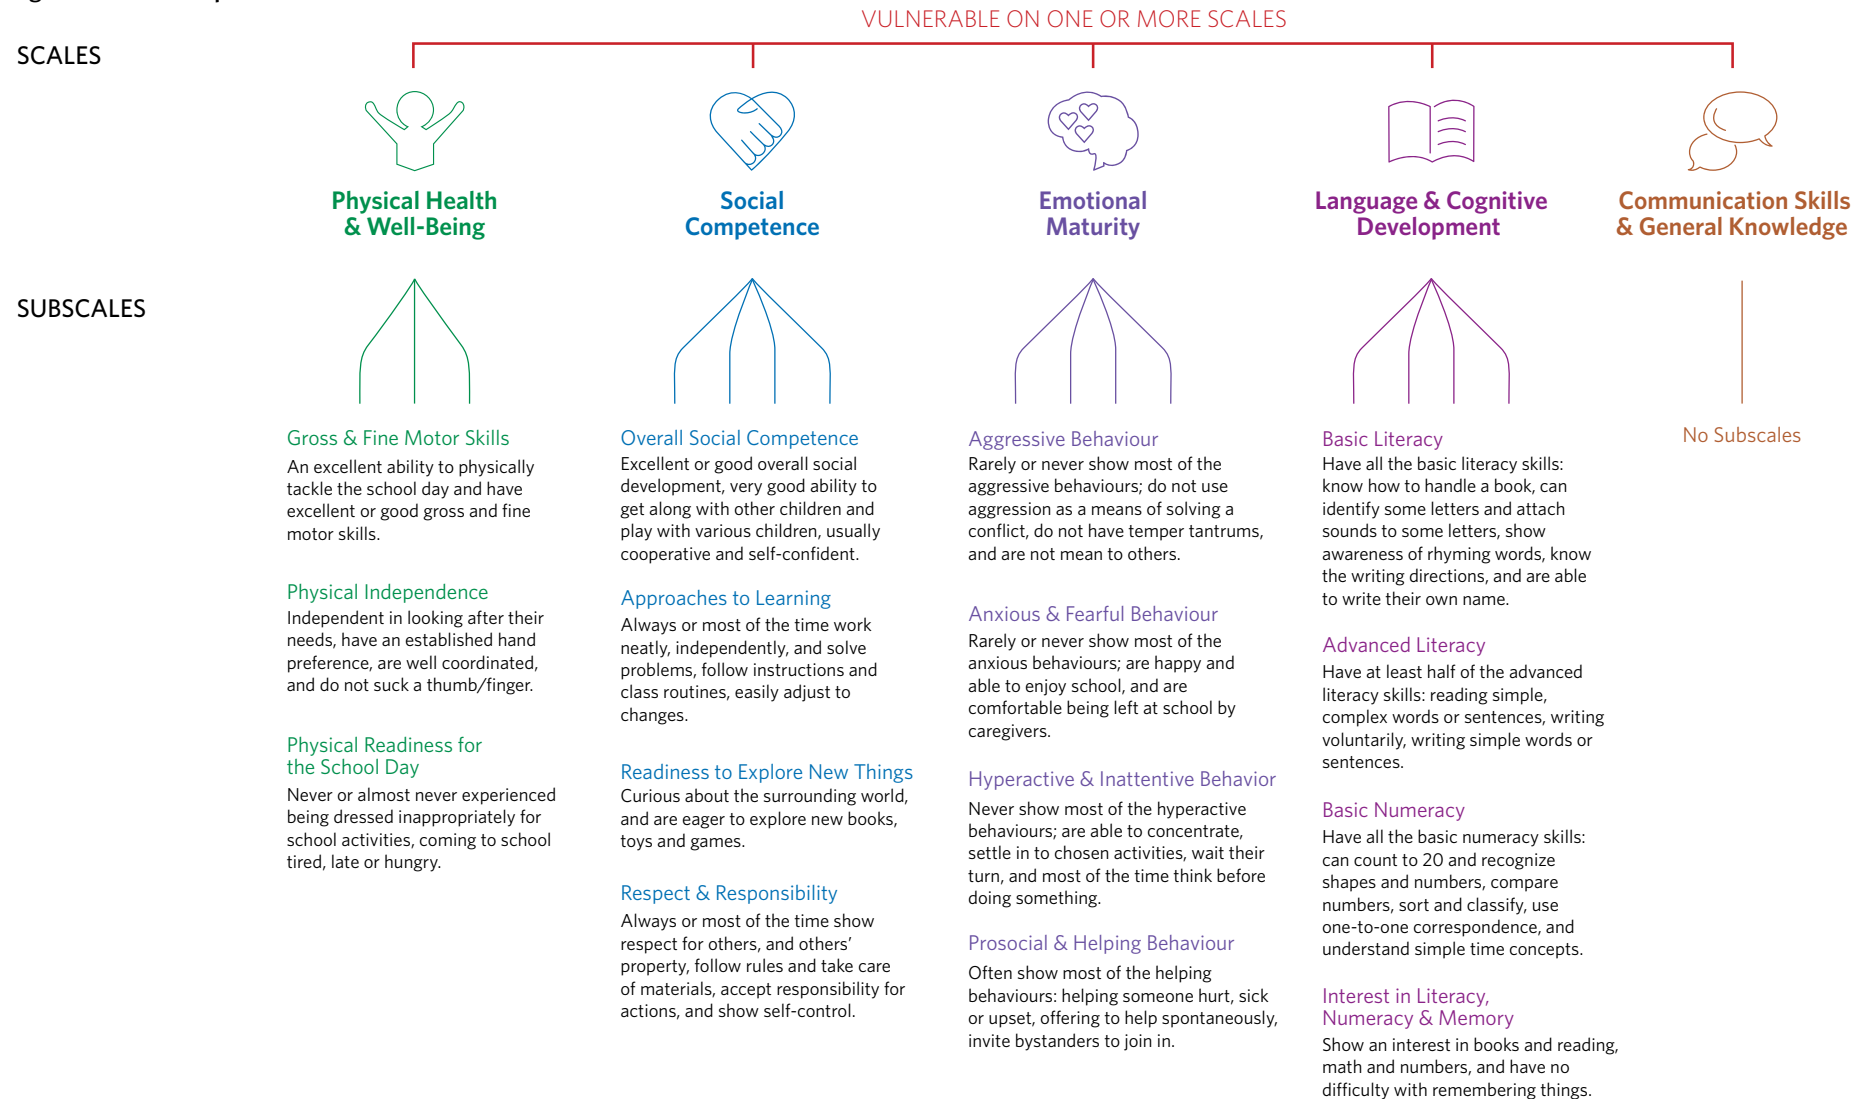 VULNERABLE ON ONE OR MORE SCALES
SCALES
Physical Health
& Well-Being
Social
Competence
Emotional
Maturity
Language & Cognitive
Development
Communication Skills
& General Knowledge
SUBSCALES
Gross & Fine Motor Skills
An excellent ability to physically
tackle the school day and have
excellent or good gross and fine
motor skills.
Physical Independence
Independent in looking after their
needs, have an established hand
preference, are well coordinated,
and do not suck a thumb/finger.
Physical Readiness for
the School Day
Never or almost never experienced
being dressed inappropriately for
school activities, coming to school
tired, late or hungry.
Overall Social Competence
Excellent or good overall social
development, very good ability to
get along with other children and
play with various children, usually
cooperative and self-confident.
Approaches to Learning
Always or most of the time work
neatly, independently, and solve
problems, follow instructions and
class routines, easily adjust to
changes.
Readiness to Explore New Things
Curious about the surrounding world,
and are eager to explore new books,
toys and games.
Respect & Responsibility
Always or most of the time show
respect for others, and others’
property, follow rules and take care
of materials, accept responsibility for
actions, and show self-control.
Aggressive Behaviour
Rarely or never show most of the
aggressive behaviours; do not use
aggression as a means of solving a
conflict, do not have temper tantrums,
and are not mean to others.
Anxious & Fearful Behaviour
Rarely or never show most of the
anxious behaviours; are happy and
able to enjoy school, and are
comfortable being left at school by
caregivers.
Hyperactive & Inattentive Behavior
Never show most of the hyperactive
behaviours; are able to concentrate,
settle in to chosen activities, wait their
turn, and most of the time think before
doing something.
Prosocial & Helping Behaviour
Often show most of the helping
behaviours: helping someone hurt, sick
or upset, offering to help spontaneously,
invite bystanders to join in.
Basic Literacy
Have all the basic literacy skills:
know how to handle a book, can
identify some letters and attach
sounds to some letters, show
awareness of rhyming words, know
the writing directions, and are able
to write their own name.
Advanced Literacy
Have at least half of the advanced
literacy skills: reading simple,
complex words or sentences, writing
voluntarily, writing simple words or
sentences.
Basic Numeracy
Have all the basic numeracy skills:
can count to 20 and recognize
shapes and numbers, compare
numbers, sort and classify, use
one-to-one correspondence, and
understand simple time concepts.
Interest in Literacy,
Numeracy & Memory
Show an interest in books and reading,
math and numbers, and have no
difficulty with remembering things.
No Subscales